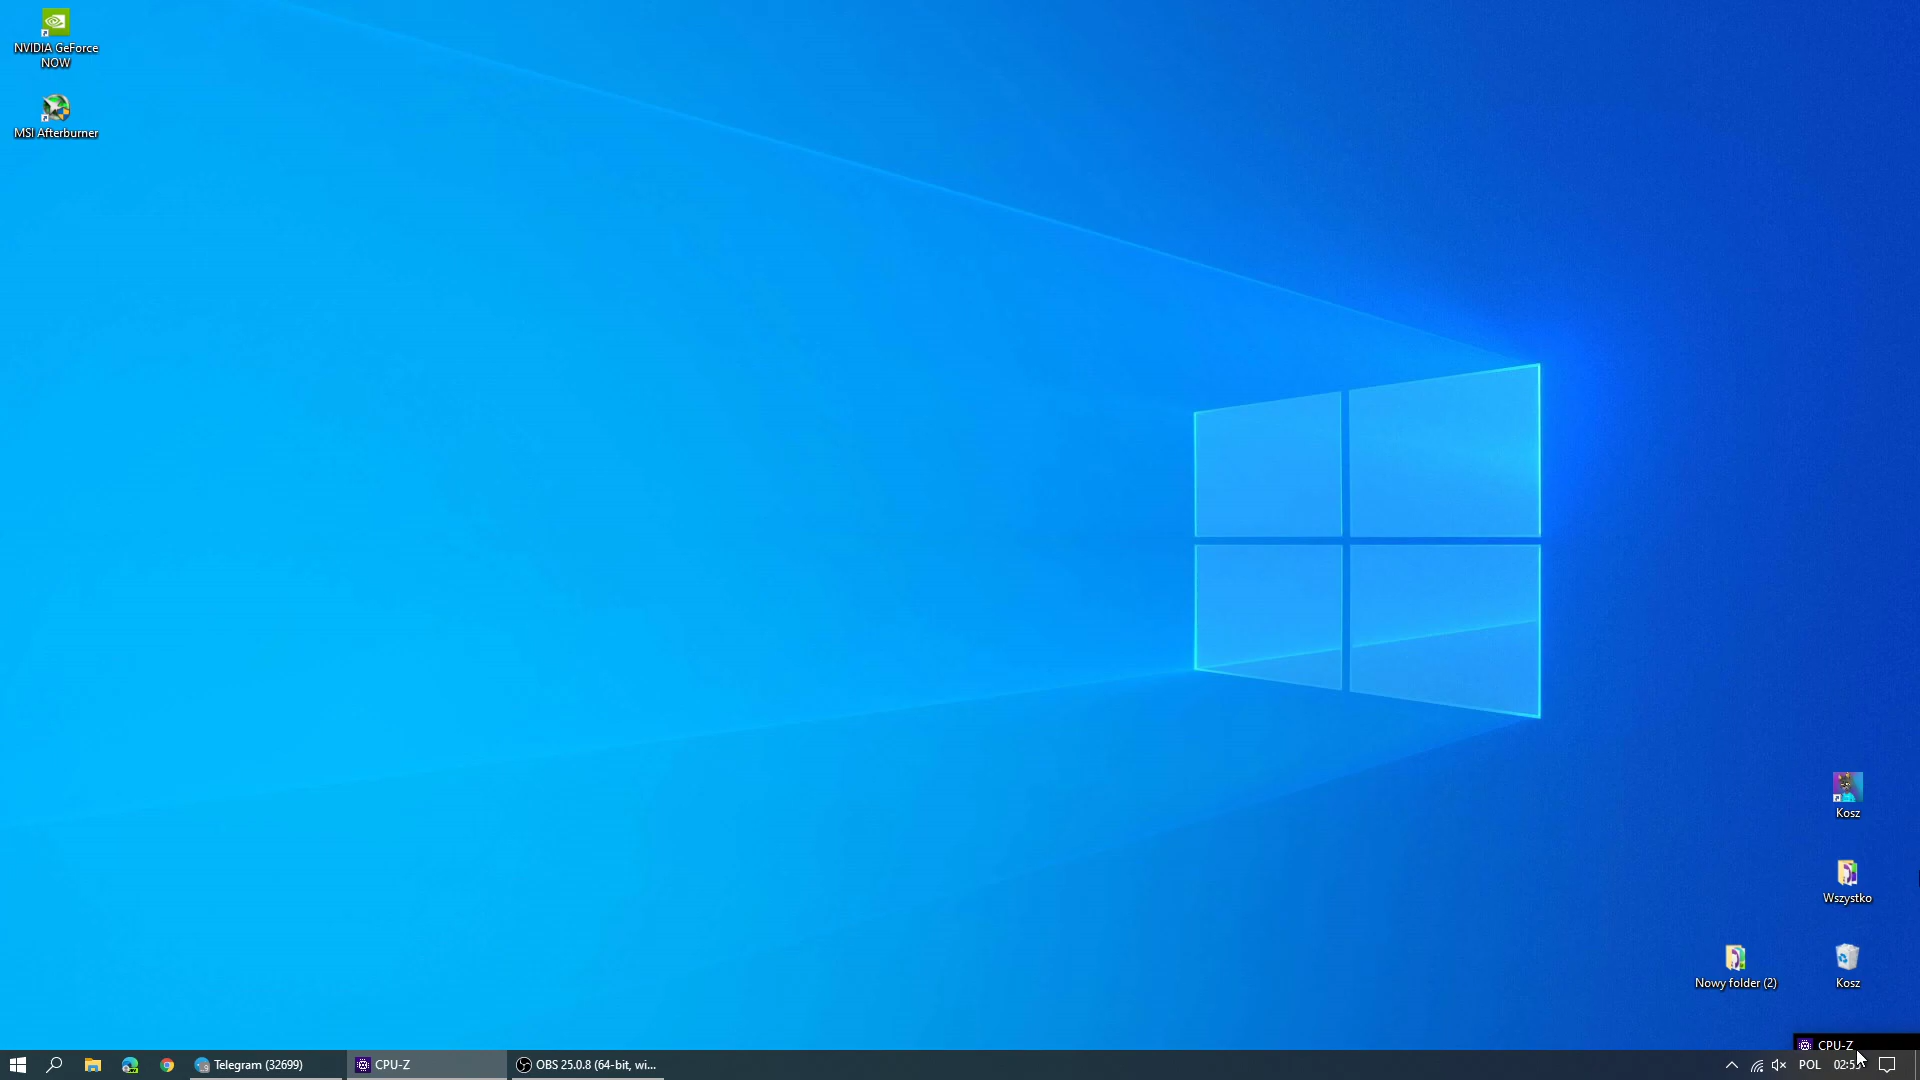 NVIDIA GeForce
NOW
MSI Afterburner
Kosz
Wszystko
Nowy folder (2)
Kosz
CPU-Z
Telegram (32699)
CPU-Z
OBS 25.0.8 (64-bit, wi...
POL